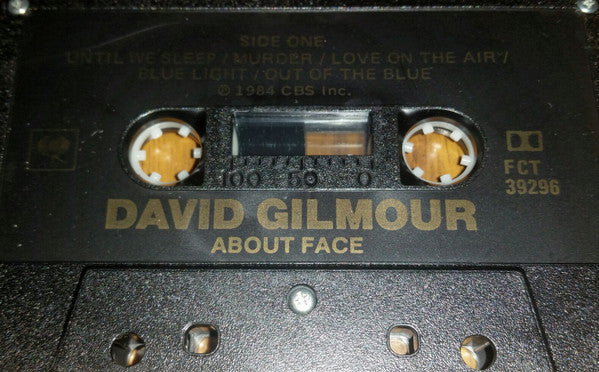 SIDE ONE
UNTIL WE SLEEP / MURDER / LOVE ON THE AIR*/
BLUE LIGHT / OUT OF THE BLUE
℗ 1984 CBS Inc.
100 50 0
FCT
39296
DAVID GILMOUR
ABOUT FACE